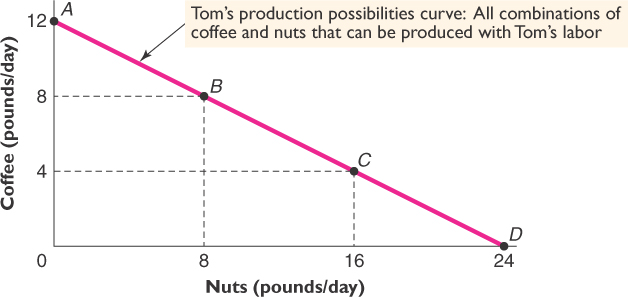 Tom’s production possibilities curve: All combinations of
coffee and nuts that can be produced with Tom’s labor
Coffee (pounds/day)
12
A
8
B
4
C
D
0
8
16
24
Nuts (pounds/day)